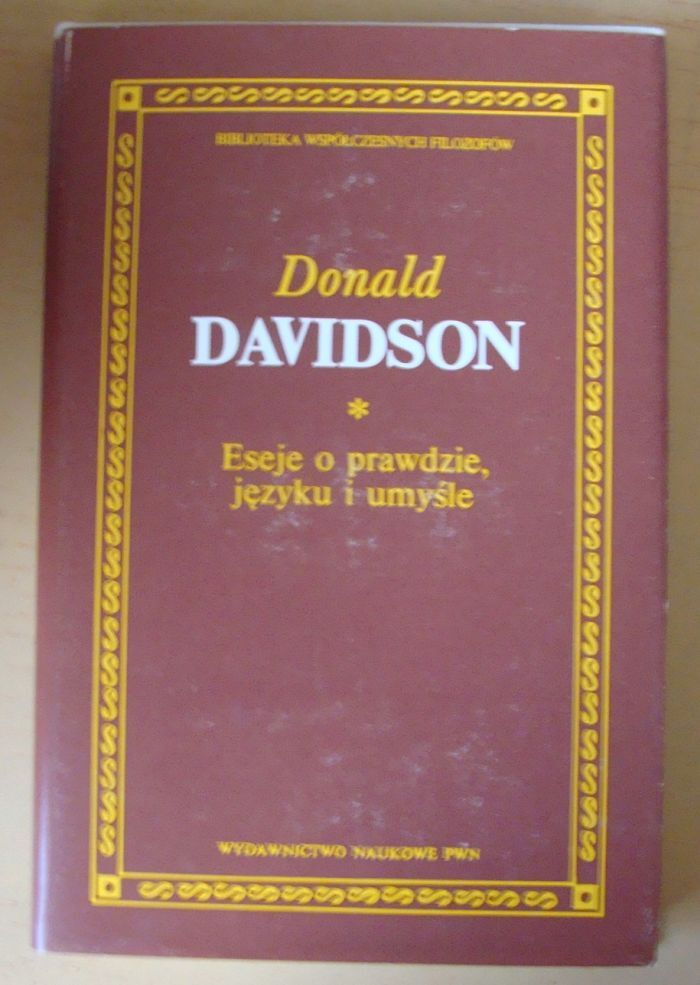 BIBLIOTEKA WSPÓŁCZESNYCH FILOZOFÓW
Donald
DAVIDSON
*
Eseje o prawdzie,
języku i umyśle
WYDAWNICTWO NAUKOWE PWN